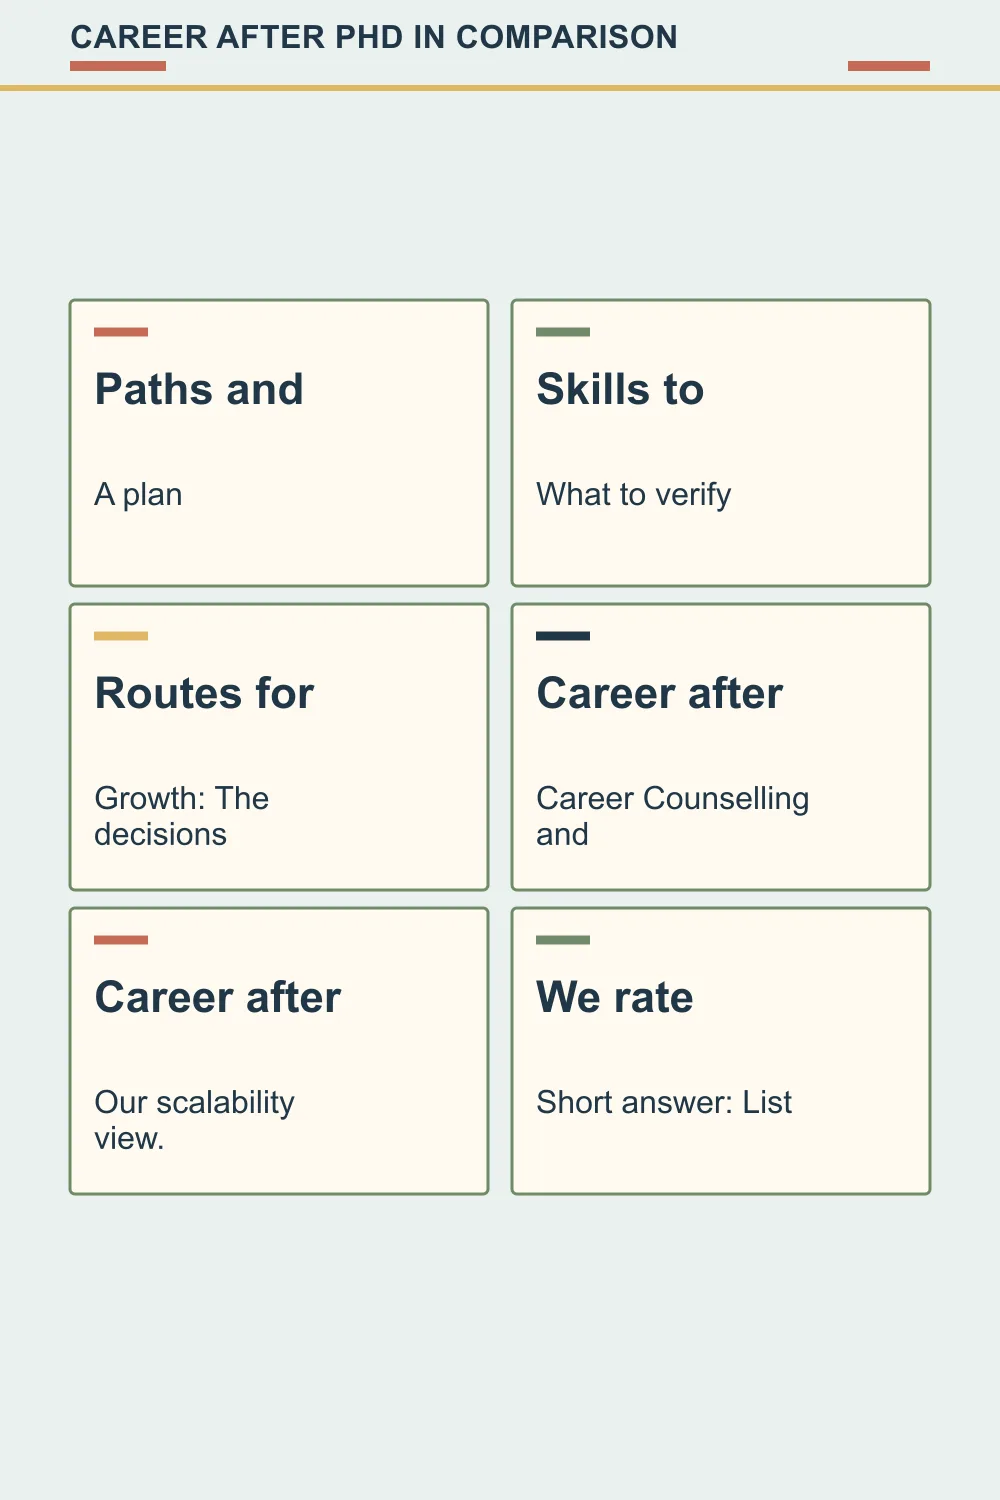 CAREER AFTER PHD IN COMPARISON
Paths and
A plan
Skills to
What to verify
Routes for
Growth: The
decisions
Career after
Career Counselling
and
Career after
Our scalability
view.
We rate
Short answer: List